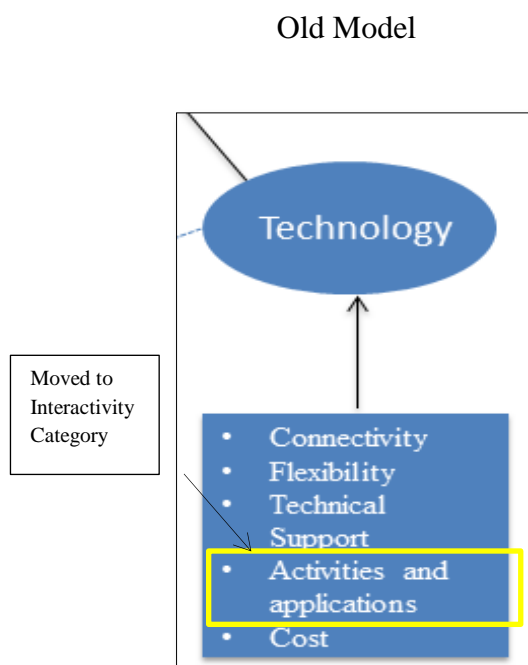 Old Model
Technology
Moved to
Interactivity
Category
• Connectivity
• Flexibility
• Technical
Support
• Activities and
applications
• Cost